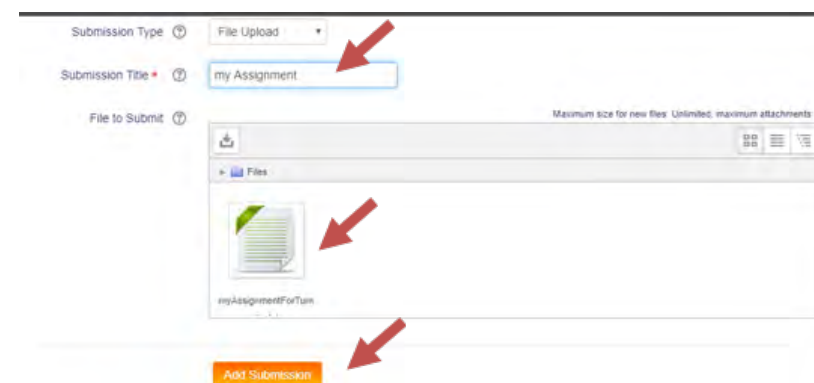 Submission Type File Upload
Submission Title * my Assignment
File to Submit Maximum size for new files: Unlimited, maximum attachments:
Files
myAssignmentForTurn
Add Submission